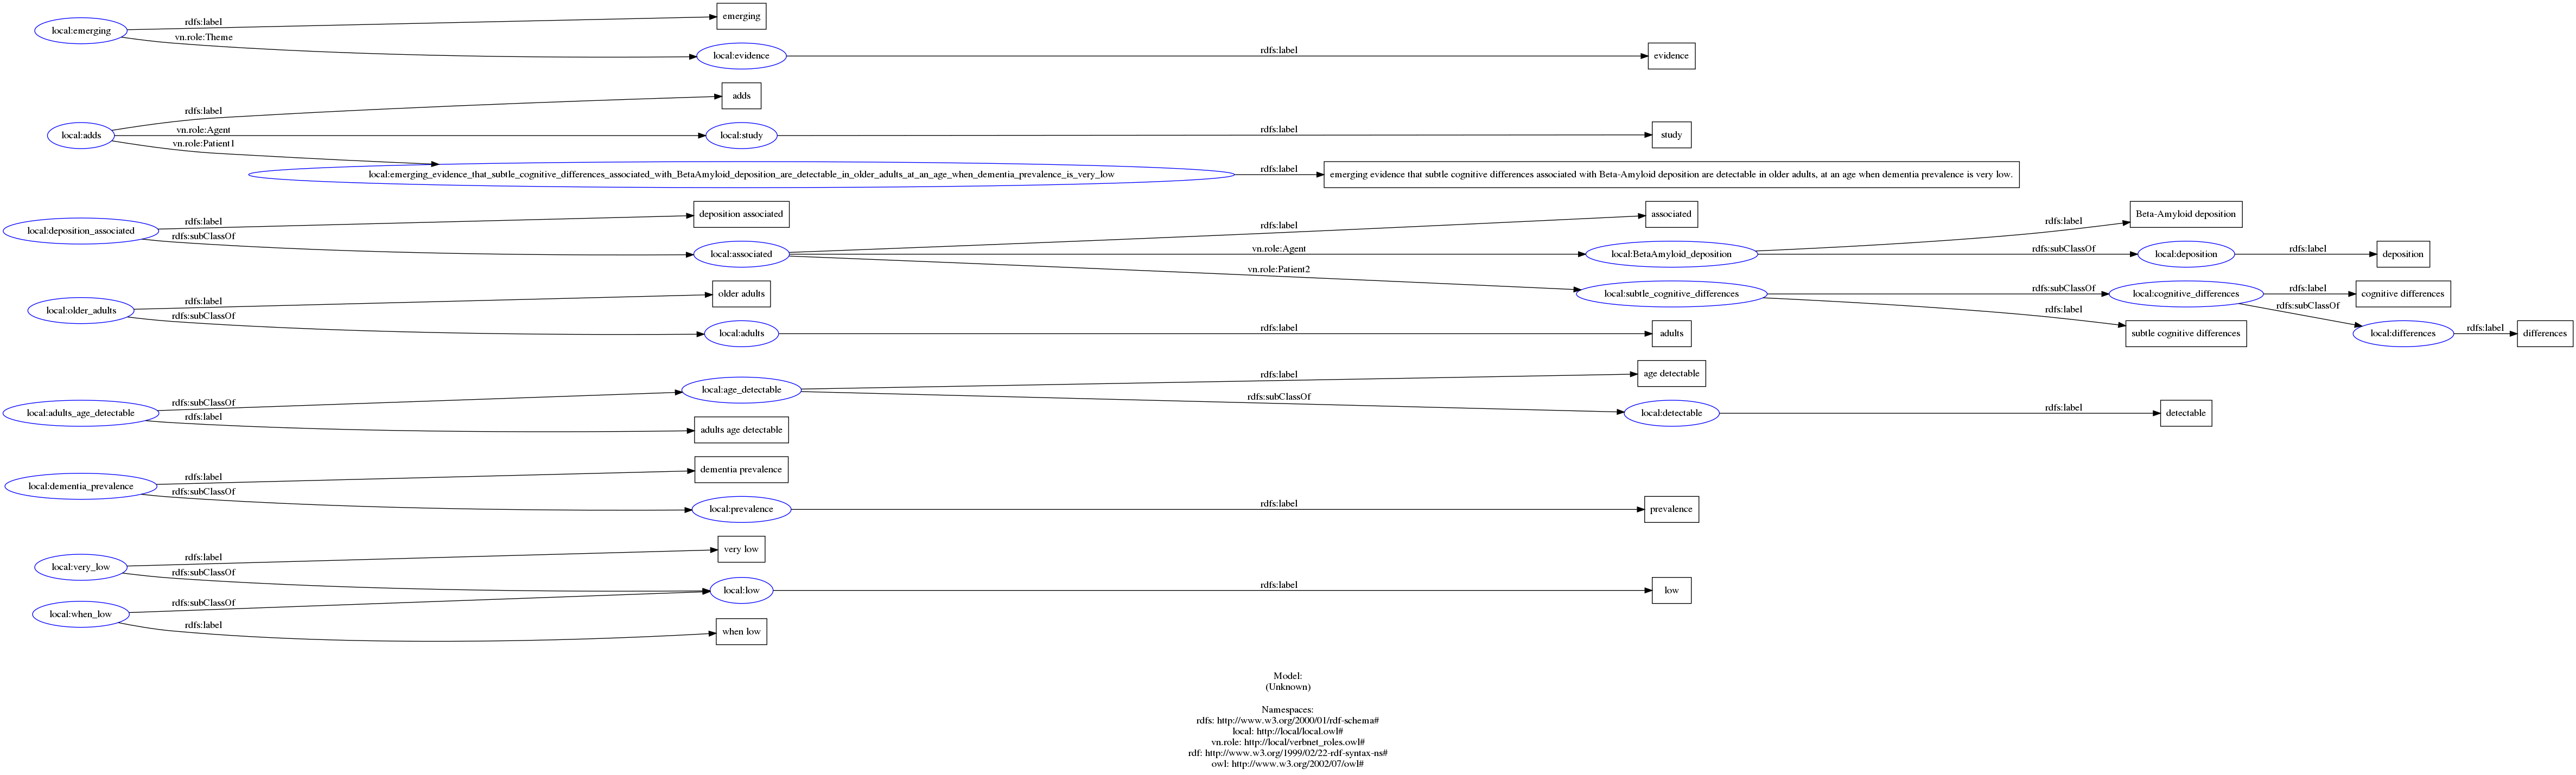 rdfs:label
emerging
local:emerging
vn.role:Theme
local:evidence
rdfs:label
evidence
rdfs:label
adds
local:adds
vn.role:Agent
local:study
rdfs:label
study
vn.role:Patient1
local:emerging_evidence_that_subtle_cognitive_differences_associated_with_BetaAmyloid_deposition_are_detectable_in_older_adults_at_an_age_when_dementia_prevalence_is_very_low
rdfs:label
emerging evidence that subtle cognitive differences associated with Beta-Amyloid deposition are detectable in older adults, at an age when dementia prevalence is very low.
rdfs:label
deposition associated
local:deposition_associated
rdfs:subClassOf
local:associated
rdfs:label
associated
vn.role:Agent
local:BetaAmyloid_deposition
rdfs:label
Beta-Amyloid deposition
rdfs:subClassOf
local:deposition
rdfs:label
deposition
vn.role:Patient2
local:subtle_cognitive_differences
rdfs:subClassOf
local:cognitive_differences
rdfs:label
cognitive differences
rdfs:label
subtle cognitive differences
rdfs:subClassOf
local:differences
rdfs:label
differences
rdfs:label
older adults
local:older_adults
rdfs:subClassOf
local:adults
rdfs:label
adults
local:adults_age_detectable
rdfs:subClassOf
local:age_detectable
rdfs:label
age detectable
rdfs:subClassOf
local:detectable
rdfs:label
detectable
rdfs:label
adults age detectable
rdfs:label
dementia prevalence
local:dementia_prevalence
rdfs:subClassOf
local:prevalence
rdfs:label
prevalence
rdfs:label
very low
local:very_low
rdfs:subClassOf
local:low
rdfs:label
low
local:when_low
rdfs:subClassOf
rdfs:label
when low
Model:
(Unknown)
Namespaces:
rdfs: http://www.w3.org/2000/01/rdf-schema#
local: http://local/local.owl#
vn.role: http://local/verbnet_roles.owl#
rdf: http://www.w3.org/1999/02/22-rdf-syntax-ns#
owl: http://www.w3.org/2002/07/owl#